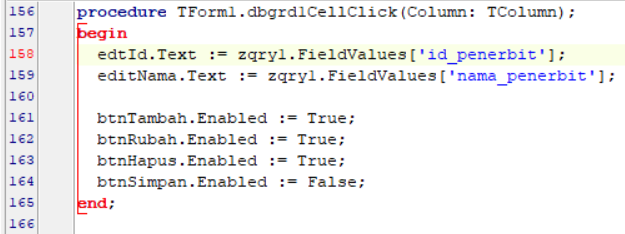 156 procedure TForm1.dbgrd1CellClick(Column: TColumn);
157 begin
158 edtId.Text := zqry1.FieldValues['id_penerbit'];
159 editNama.Text := zqry1.FieldValues['nama_penerbit'];
160
161 btnTambah.Enabled := True;
162 btnRubah.Enabled := True;
163 btnHapus.Enabled := True;
164 btnSimpan.Enabled := False;
165 end;
166